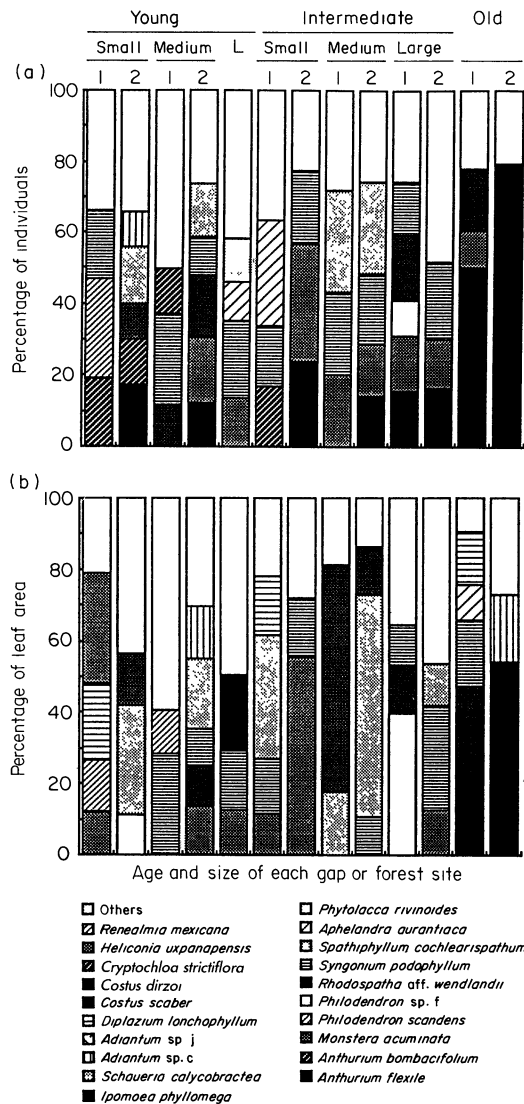 Young Intermediate Old
Small Medium L Small Medium Large
(a) 1 2 1 2 1 2 1 2 1 2 1 2
100
80
60
40
20
0
Percentage of individuals
(b)
100
80
60
40
20
0
Percentage of leaf area
Age and size of each gap or forest site
Others
Renealmia mexicana
Heliconia uxpanapensis
Cryptochloa strictiflora
Costus dirzoi
Costus scaber
Diplazium lonchophyllum
Adiantum sp j
Adiantum sp. c
Schaueria calycobractea
Ipomoea phyllomega
Phytolacca rivinoides
Aphelandra aurantiaca
Spathiphyllum cochlearispathum
Syngonium podophyllum
Rhodospatha aff. wendlandii
Philodendron sp. f
Philodendron scandens
Monstera acuminata
Anthurium bombacifolium
Anthurium flexile